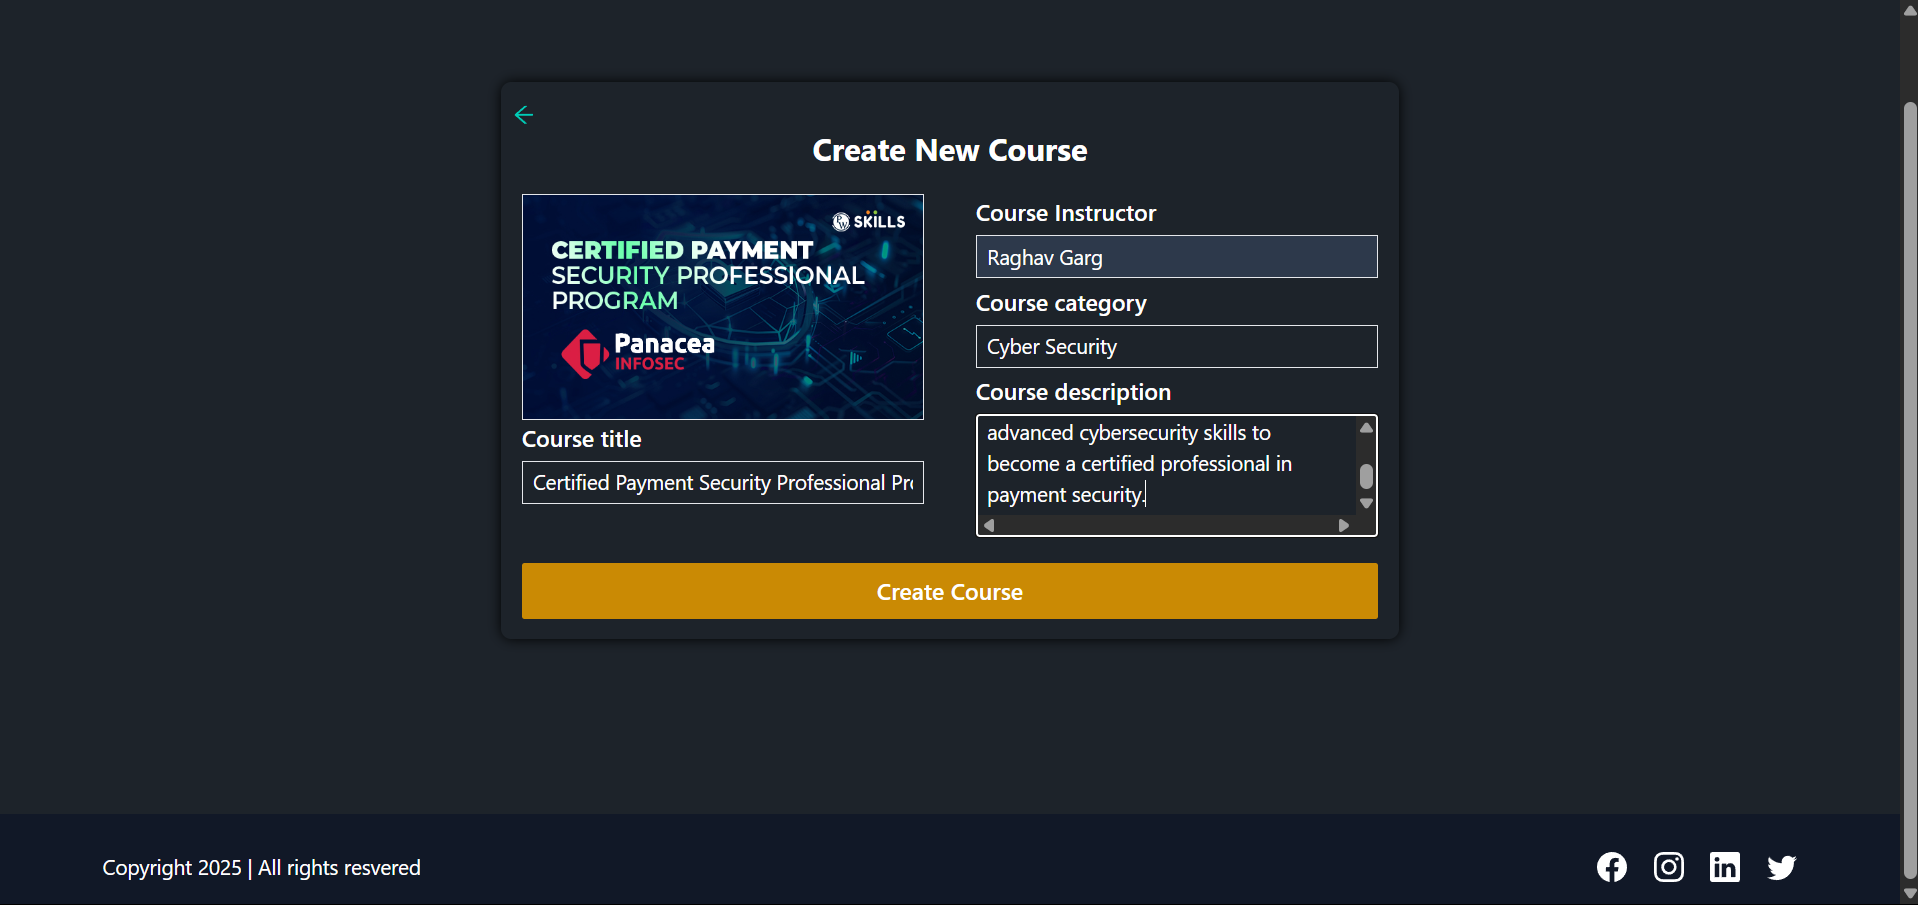 Create New Course
SKILLS
CERTIFIED PAYMENT
SECURITY PROFESSIONAL
PROGRAM
Panacea
INFOSEC
Course title
Certified Payment Security Professional
Course Instructor
Raghav Garg
Course category
Cyber Security
Course description
advanced cybersecurity skills to
become a certified professional in
payment security.
Create Course
Copyright 2025 | All rights resvered